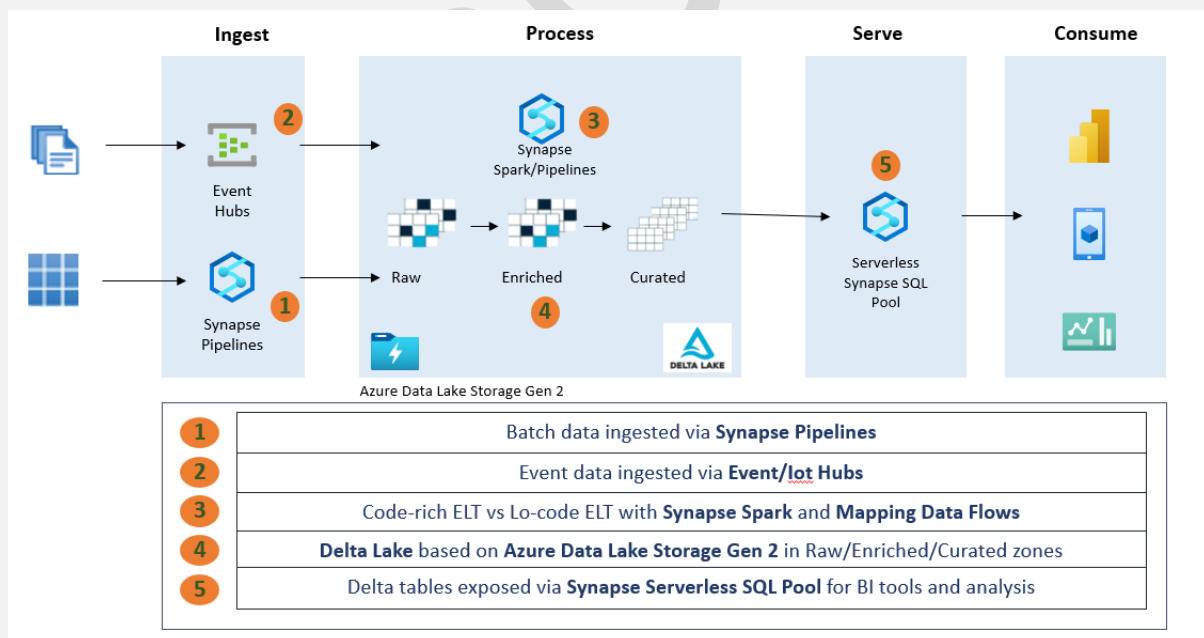 Ingest
Process
Serve
Consume
2
Event
Hubs
1
Synapse
Pipelines
3
Synapse
Spark/Pipelines
Raw
Enriched
Curated
4
DELTA LAKE
Azure Data Lake Storage Gen 2
5
Serverless
Synapse SQL
Pool
1 Batch data ingested via Synapse Pipelines
2 Event data ingested via Event/Iot Hubs
3 Code-rich ELT vs Lo-code ELT with Synapse Spark and Mapping Data Flows
4 Delta Lake based on Azure Data Lake Storage Gen 2 in Raw/Enriched/Curated zones
5 Delta tables exposed via Synapse Serverless SQL Pool for BI tools and analysis